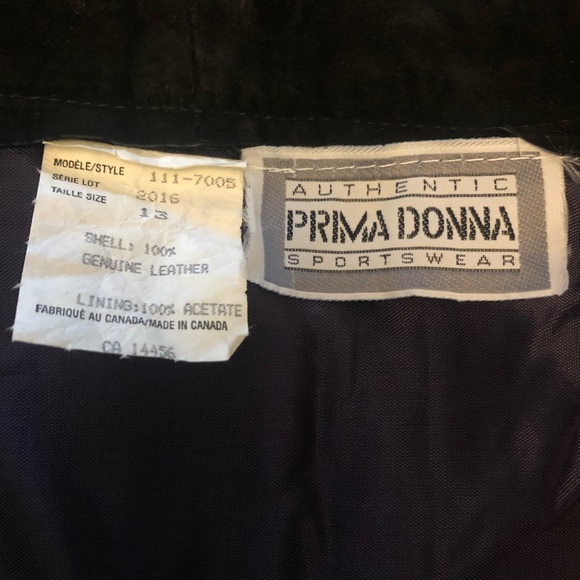 MODÈLE/STYLE 111-7005
SERIE LOT 2016
TAILLE SIZE 13
SHELL: 100%
GENUINE LEATHER
LINING:100% ACETATE
FABRIQUÉ AU CANADA/MADE IN CANADA
CA 14456
AUTHENTIC
PRIMA DONNA
SPORTSWEAR